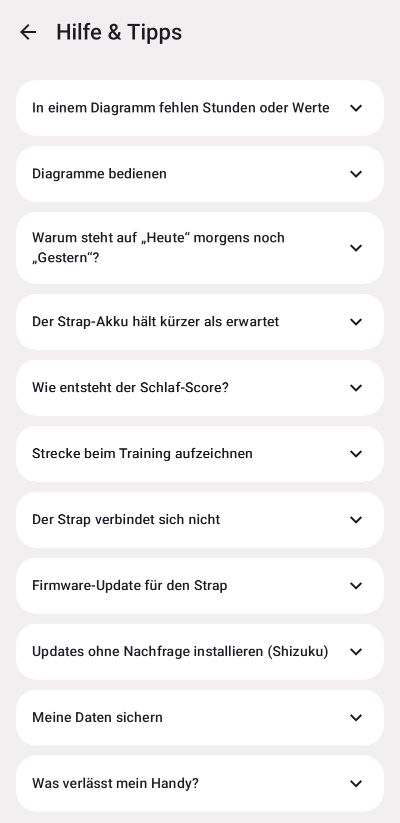 Hilfe & Tipps
In einem Diagramm fehlen Stunden oder Werte
Diagramme bedienen
Warum steht auf „Heute“ morgens noch
„Gestern“?
Der Strap-Akku hält kürzer als erwartet
Wie entsteht der Schlaf-Score?
Strecke beim Training aufzeichnen
Der Strap verbindet sich nicht
Firmware-Update für den Strap
Updates ohne Nachfrage installieren (Shizuku)
Meine Daten sichern
Was verlässt mein Handy?